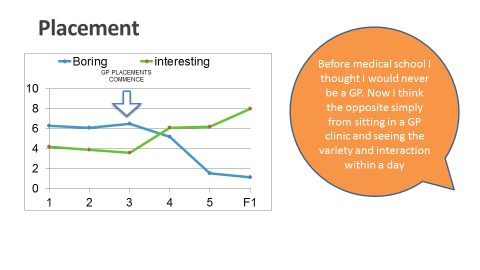 Placement
Boring
interesting
GP PLACEMENTS
COMMENCE
10
8
6
4
2
0
1 2 3 4 5 F1
Before medical school I
thought I would never
be a GP. Now I think
the opposite simply
from sitting in a GP
clinic and seeing the
variety and interaction
within a day